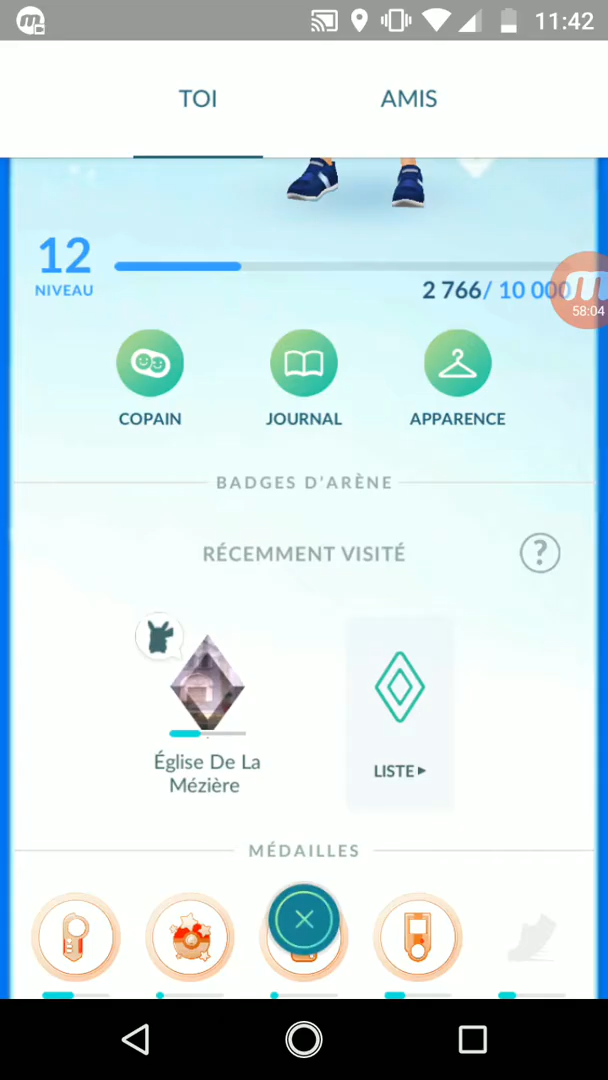 11:42
TOI
AMIS
12
NIVEAU
2 766/ 10 000
58:04
COPAIN
JOURNAL
APPARENCE
BADGES D'ARÈNE
RÉCEMMENT VISITÉ
?
Église De La
Mézière
LISTE▶
MÉDAILLES